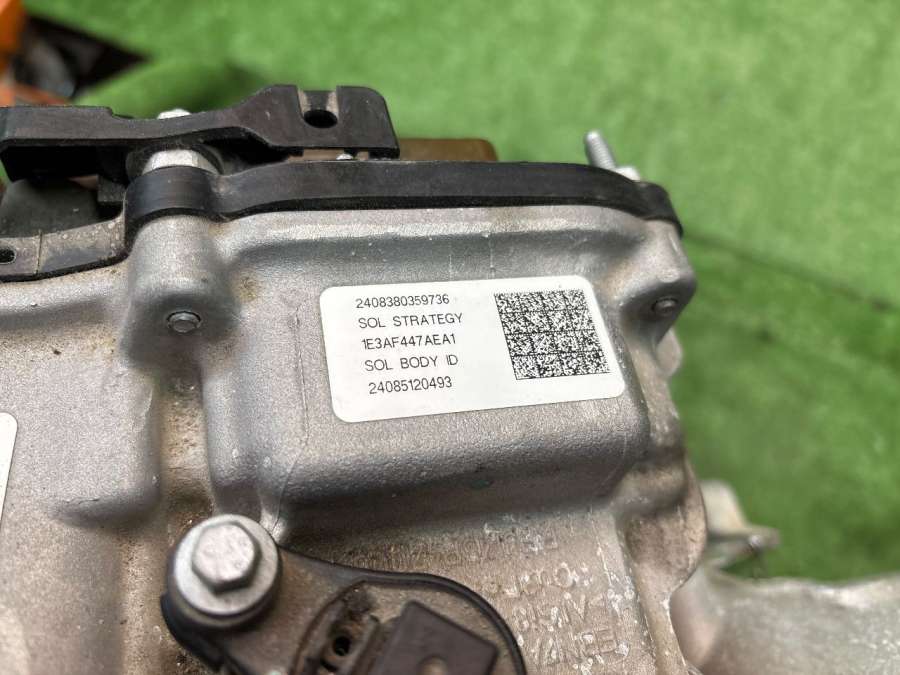 2408380359736
SOL STRATEGY
1E3AF447AEA1
SOL BODY ID
24085120493